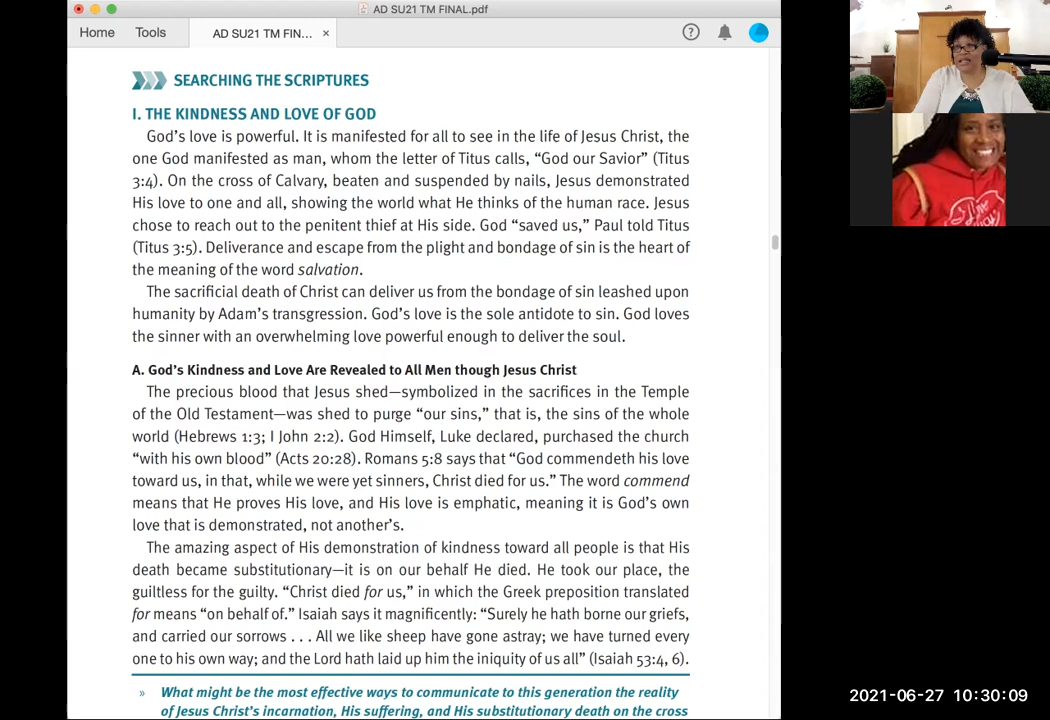 AD SU21 TM FINAL.pdf
Home Tools AD SU21 TM FIN... ×
SEARCHING THE SCRIPTURES
I. THE KINDNESS AND LOVE OF GOD
God's love is powerful. It is manifested for all to see in the life of Jesus Christ, the
one God manifested as man, whom the letter of Titus calls, “God our Savior” (Titus
3:4). On the cross of Calvary, beaten and suspended by nails, Jesus demonstrated
His love to one and all, showing the world what He thinks of the human race. Jesus
chose to reach out to the penitent thief at His side. God “saved us,” Paul told Titus
(Titus 3:5). Deliverance and escape from the plight and bondage of sin is the heart of
the meaning of the word salvation.
The sacrificial death of Christ can deliver us from the bondage of sin leashed upon
humanity by Adam's transgression. God's love is the sole antidote to sin. God loves
the sinner with an overwhelming love powerful enough to deliver the soul.
A. God's Kindness and Love Are Revealed to All Men though Jesus Christ
The precious blood that Jesus shed—symbolized in the sacrifices in the Temple
of the Old Testament—was shed to purge “our sins,” that is, the sins of the whole
world (Hebrews 1:3; I John 2:2). God Himself, Luke declared, purchased the church
“with his own blood” (Acts 20:28). Romans 5:8 says that “God commendeth his love
toward us, in that, while we were yet sinners, Christ died for us.” The word commend
means that He proves His love, and His love is emphatic, meaning it is God's own
love that is demonstrated, not another's.
The amazing aspect of His demonstration of kindness toward all people is that His
death became substitutionary—it is on our behalf He died. He took our place, the
guiltless for the guilty. “Christ died for us,” in which the Greek preposition translated
for means “on behalf of.” Isaiah says it magnificently: “Surely he hath borne our griefs,
and carried our sorrows . . . All we like sheep have gone astray; we have turned every
one to his own way; and the Lord hath laid up him the iniquity of us all” (Isaiah 53:4, 6).
» What might be the most effective ways to communicate to this generation the reality
of Jesus Christ's incarnation, His suffering, and His substitutionary death on the cross
2021-06-27 10:30:09